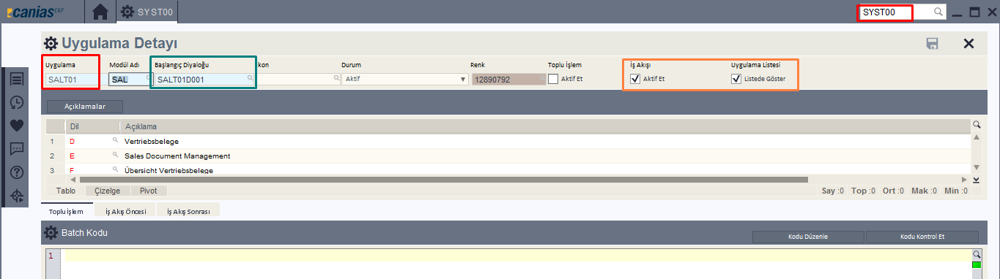 canias ERP SYST00 SYST00
Uygulama Detayı
Uygulama Modül Adı Başlangıç Diyaloğu Durum Renk Toplu İşlem İş Akışı Uygulama Listesi
SALT01 SAL SALT01D001 Aktif 12890792 Aktif Et Aktif Et Listede Göster
Açıklamalar
Dil Açıklama
1 D Vertriebsbelege
2 E Sales Document Management
3 F Übersicht Vertriebsbelege
Tablo Çizelge Pivot Say :0 Top :0 Ort :0 Mak :0 Min :0
Toplu İşlem İş Akış Öncesi İş Akış Sonrası
Batch Kodu Kodu Düzenle Kodu Kontrol Et
1